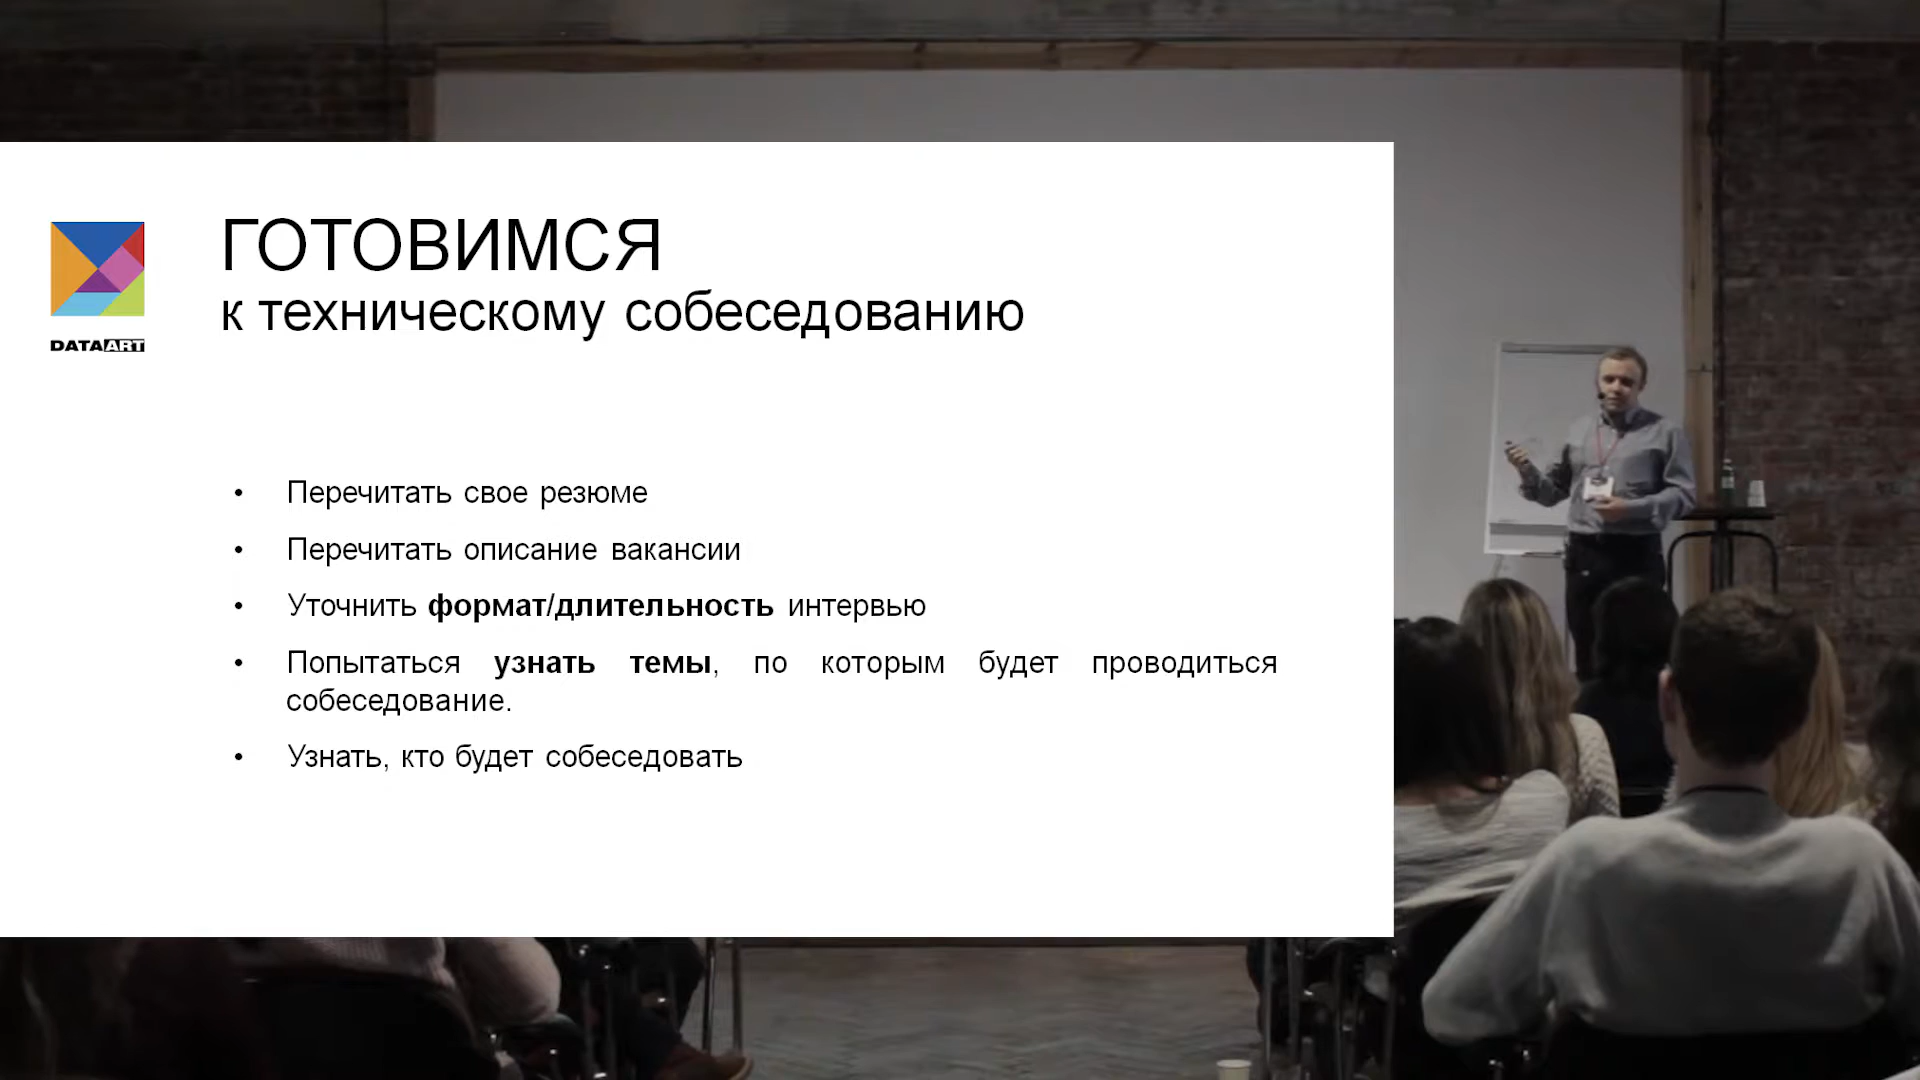 ГОТОВИМСЯ
к техническому собеседованию
DATAART
• Перечитать свое резюме
• Перечитать описание вакансии
• Уточнить формат/длительность интервью
• Попытаться узнать темы, по которым будет проводиться
собеседование.
• Узнать, кто будет собеседовать